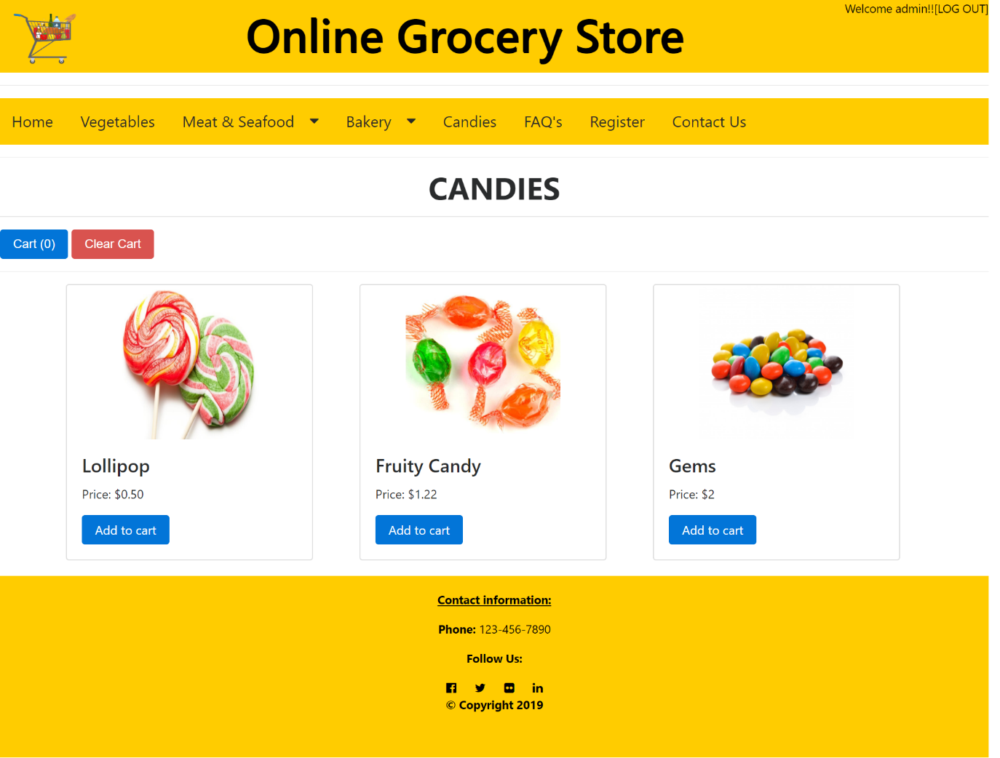 Welcome admin!![LOG OUT]
Online Grocery Store
Home Vegetables Meat & Seafood Bakery Candies FAQ's Register Contact Us
CANDIES
Cart (0) Clear Cart
Lollipop Fruity Candy Gems
Price: $0.50 Price: $1.22 Price: $2
Add to cart Add to cart Add to cart
Contact information:
Phone: 123-456-7890
Follow Us:
© Copyright 2019